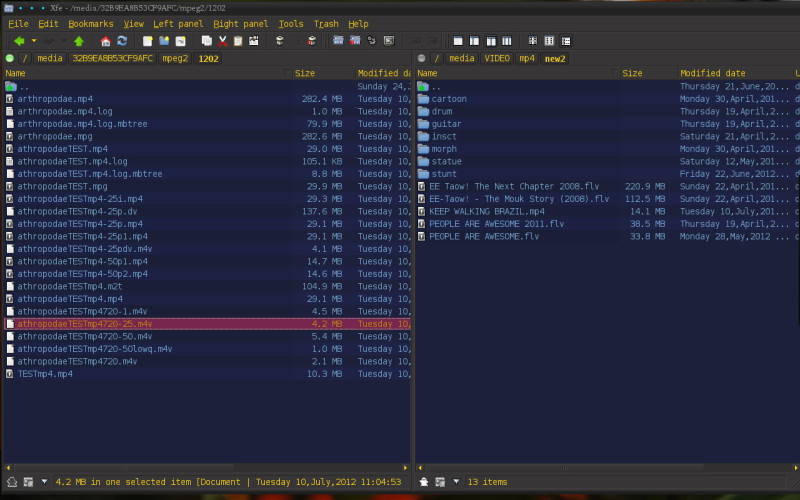 Xfe - /media/32B9EA8B53CF9AFC/mpeg2/1202
File Edit Bookmarks View Left panel Right panel Tools Trash Help
/ media 32B9EA8B53CF9AFC mpeg2 1202
Name Size Modified da
.. Sunday 24,
arthropodae.mp4 282.4 MB Tuesday 10,
arthropodae.mp4.log 1.0 MB Tuesday 10,
arthropodae.mp4.log.mbtree 79.9 MB Tuesday 10,
arthropodae.mpg 282.6 MB Tuesday 10,
athropodaeTEST.mp4 29.0 MB Tuesday 10,
athropodaeTEST.mp4.log 105.1 KB Tuesday 10,
athropodaeTEST.mp4.log.mbtree 8.8 MB Tuesday 10,
athropodaeTEST.mpg 29.9 MB Tuesday 10,
athropodaeTESTmp4-25i.mp4 29.3 MB Tuesday 10,
athropodaeTESTmp4-25p.dv 137.6 MB Tuesday 10,
athropodaeTESTmp4-25p.mp4 29.1 MB Tuesday 10,
athropodaeTESTmp4-25p1.mp4 29.1 MB Tuesday 10,
athropodaeTESTmp4-25pdv.m4v 4.1 MB Tuesday 10,
athropodaeTESTmp4-50p1.mp4 14.7 MB Tuesday 10,
athropodaeTESTmp4-50p2.mp4 14.6 MB Tuesday 10,
athropodaeTESTmp4.m2t 104.9 MB Tuesday 10,
athropodaeTESTmp4.mp4 29.1 MB Tuesday 10,
athropodaeTESTmp4720-1.m4v 4.5 MB Tuesday 10,
athropodaeTESTmp4720-25.m4v 4.2 MB Tuesday 10,
athropodaeTESTmp4720-50.m4v 5.4 MB Tuesday 10,
athropodaeTESTmp4720-50lowq.m4v 1.0 MB Tuesday 10,
athropodaeTESTmp4720.m4v 2.1 MB Tuesday 10,
TESTmp4.mp4 10.3 MB Tuesday 10,
4.2 MB in one selected item [Document | Tuesday 10,July,2012 11:04:53
/ media VIDEO mp4 new2
Name Size Modified date U
.. Thursday 21,June,20...
cartoon Monday 30,April,201...
drum Thursday 19,April,2...
guitar Thursday 19,April,2...
insct Saturday 21,April,2...
morph Monday 30,April,201...
statue Saturday 12,May,201...
stunt Friday 22,June,2012...
EE Taow! The Next Chapter 2008.flv 220.9 MB Sunday 22,April,201...
EE-Taow! - The Mouk Story (2008).flv 112.5 MB Sunday 22,April,201...
KEEP WALKING BRAZIL.mp4 14.1 MB Tuesday 10,July,201...
PEOPLE ARE AWESOME 2011.flv 38.5 MB Thursday 19,April,2...
PEOPLE ARE AWESOME.flv 33.8 MB Monday 28,May,2012 ...
13 items